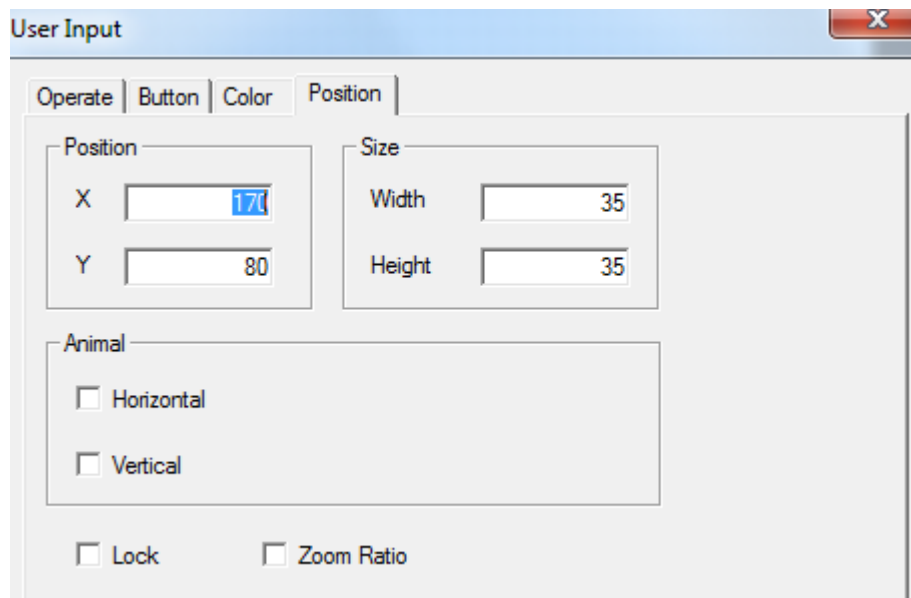 User Input
Operate Button Color Position
Position
X 170
Y 80
Size
Width 35
Height 35
Animal
Horizontal
Vertical
Lock Zoom Ratio